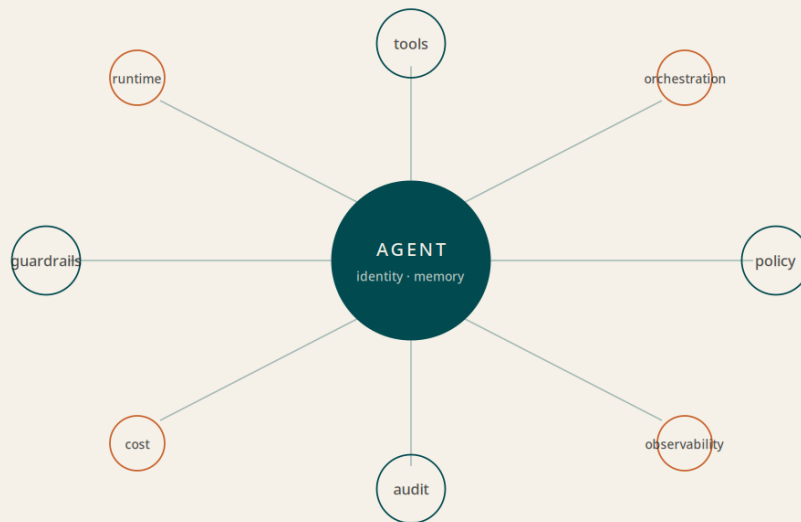 tools
runtime
orchestration
AGENT
identity · memory
guardrails
policy
cost
observability
audit